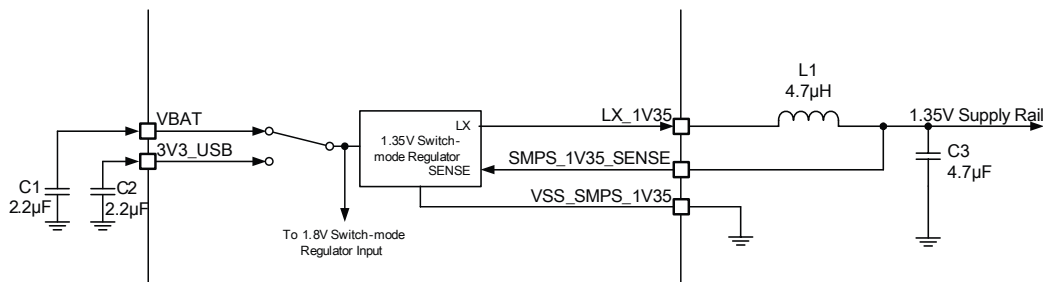 L1
4.7µH
VBAT
LX_1V35
1.35V Supply Rail
LX
1.35V Switch-
mode Regulator
SENSE
3V3_USB
SMPS_1V35_SENSE
C3
4.7µF
C1
2.2µF
C2
2.2µF
VSS_SMPS_1V35
To 1.8V Switch-mode
Regulator Input